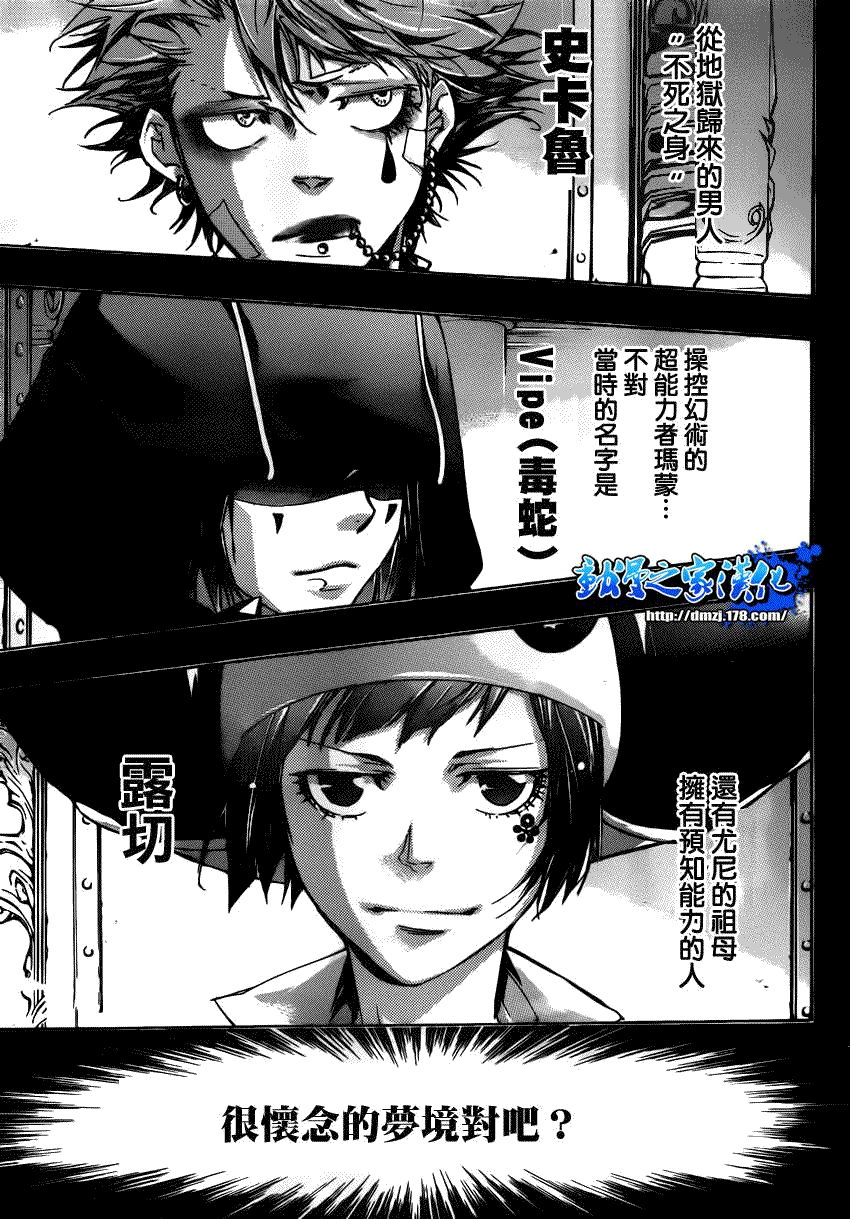 從地獄歸來的男人
"不死之身"
史卡魯
操控幻術的
超能力者瑪蒙…
不對
當時的名字是
Vipe(毒蛇)
動漫之家漢化
http://dmzj.178.com/
還有尤尼的祖母
擁有預知能力的人
露切
很懷念的夢境對吧？